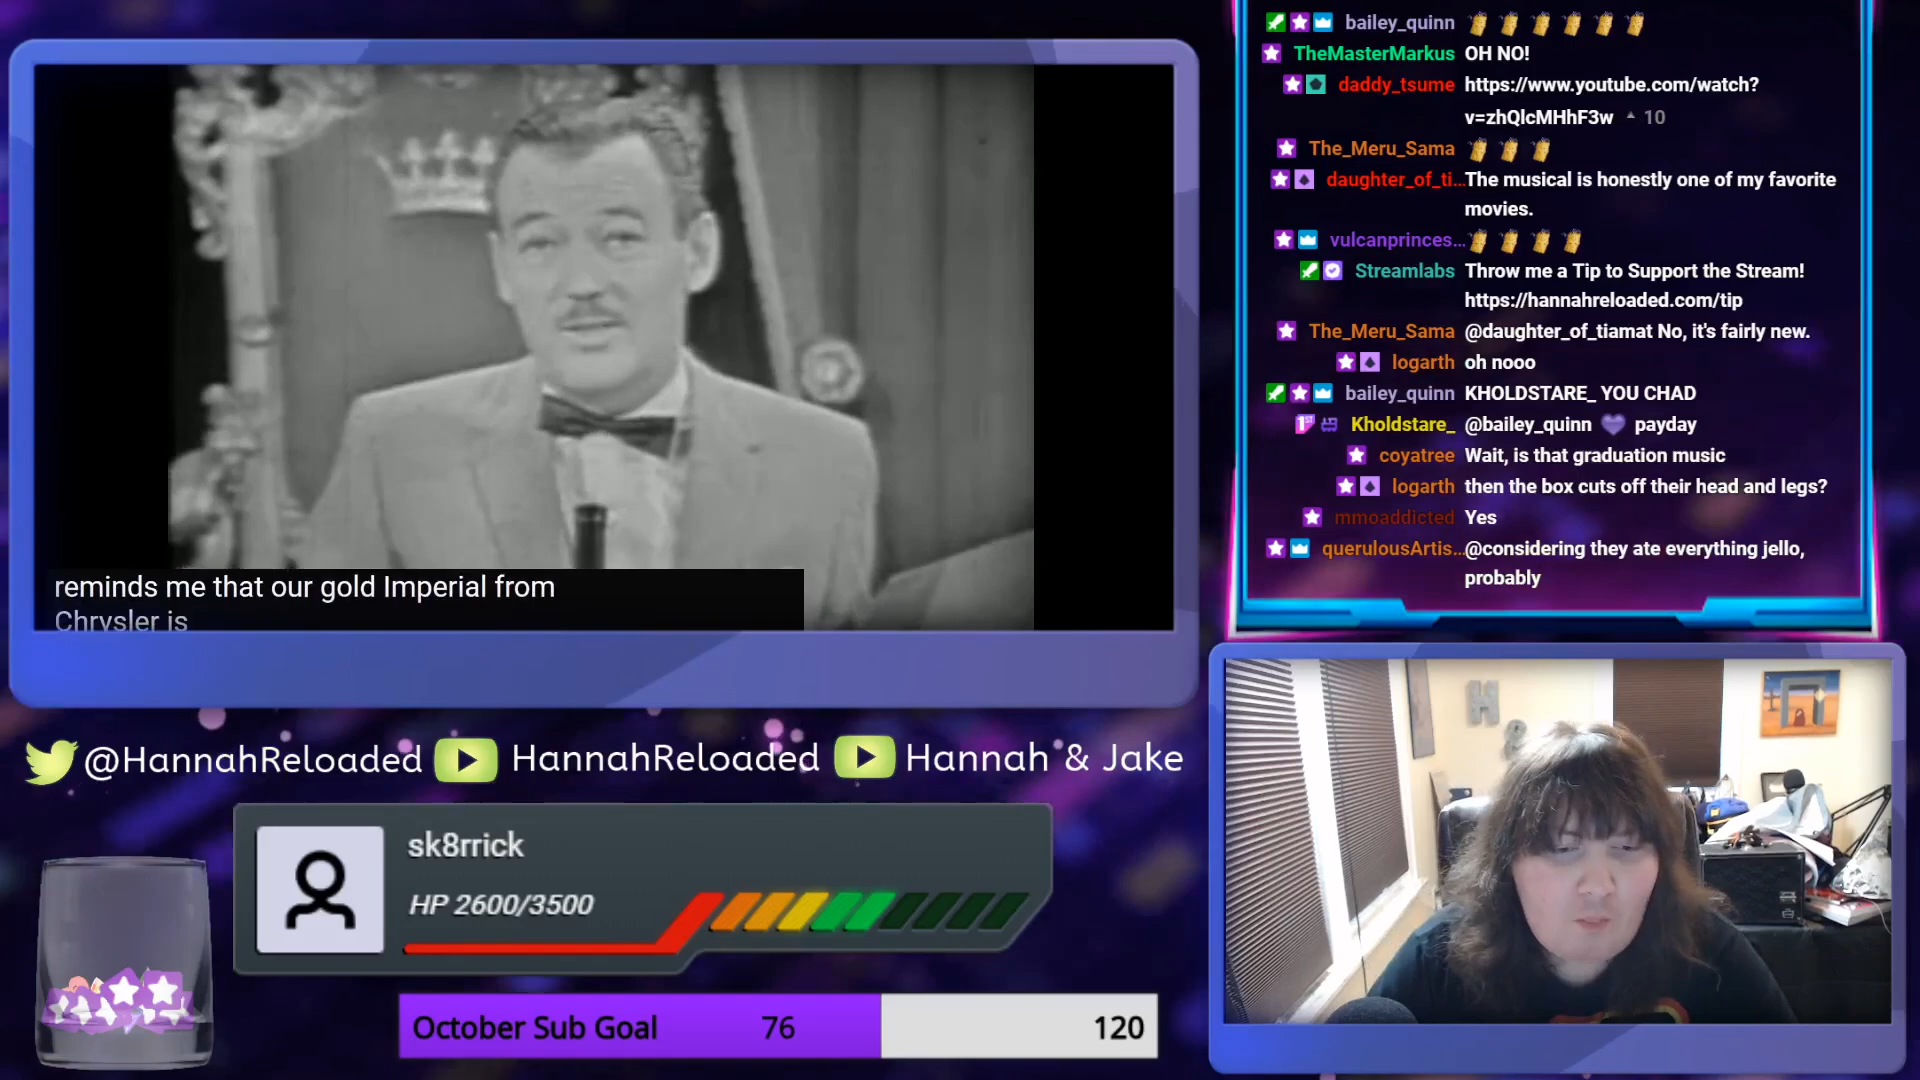 reminds me that our gold Imperial from
Chrysler is
@HannahReloaded HannahReloaded Hannah & Jake
sk8rrick
HP 2600/3500
October Sub Goal 76 120
bailey_quinn
TheMasterMarkus OH NO!
daddy_tsume https://www.youtube.com/watch?
v=zhQlcMHhF3w 10
The_Meru_Sama
daughter_of_ti... The musical is honestly one of my favorite
movies.
vulcanprinces...
Streamlabs Throw me a Tip to Support the Stream!
https://hannahreloaded.com/tip
The_Meru_Sama @daughter_of_tiamat No, it's fairly new.
logarth oh nooo
bailey_quinn KHOLDSTARE_ YOU CHAD
Kholdstare_ @bailey_quinn payday
coyatree Wait, is that graduation music
logarth then the box cuts off their head and legs?
mmoaddicted Yes
querulousArtis... @considering they ate everything jello,
probably
H